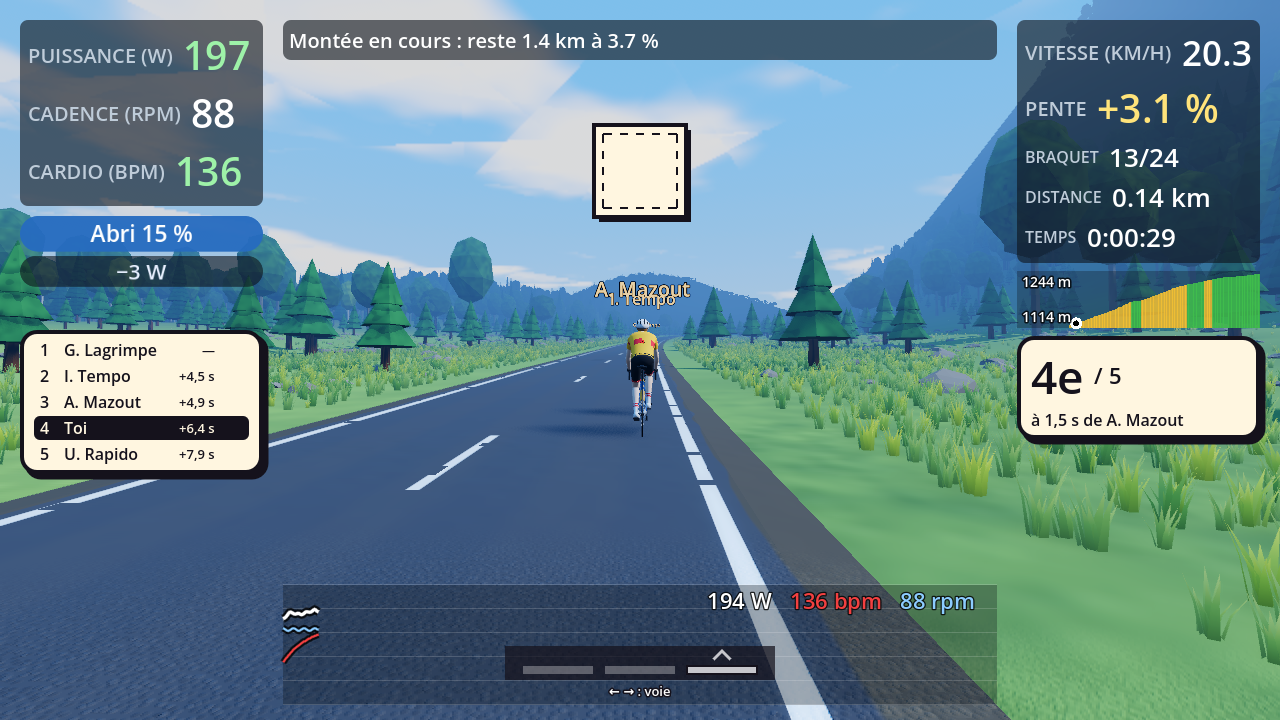 PUISSANCE (W) 197
CADENCE (RPM) 88
CARDIO (BPM) 136
Abri 15 %
−3 W
1 G. Lagrimpe —
2 I. Tempo +4,5 s
3 A. Mazout +4,9 s
4 Toi +6,4 s
5 U. Rapido +7,9 s
Montée en cours : reste 1.4 km à 3.7 %
A. Mazout
I. Tempo
194 W 136 bpm 88 rpm
← → : voie
VITESSE (KM/H) 20.3
PENTE +3.1 %
BRAQUET 13/24
DISTANCE 0.14 km
TEMPS 0:00:29
1244 m
1114 m
4e / 5
à 1,5 s de A. Mazout